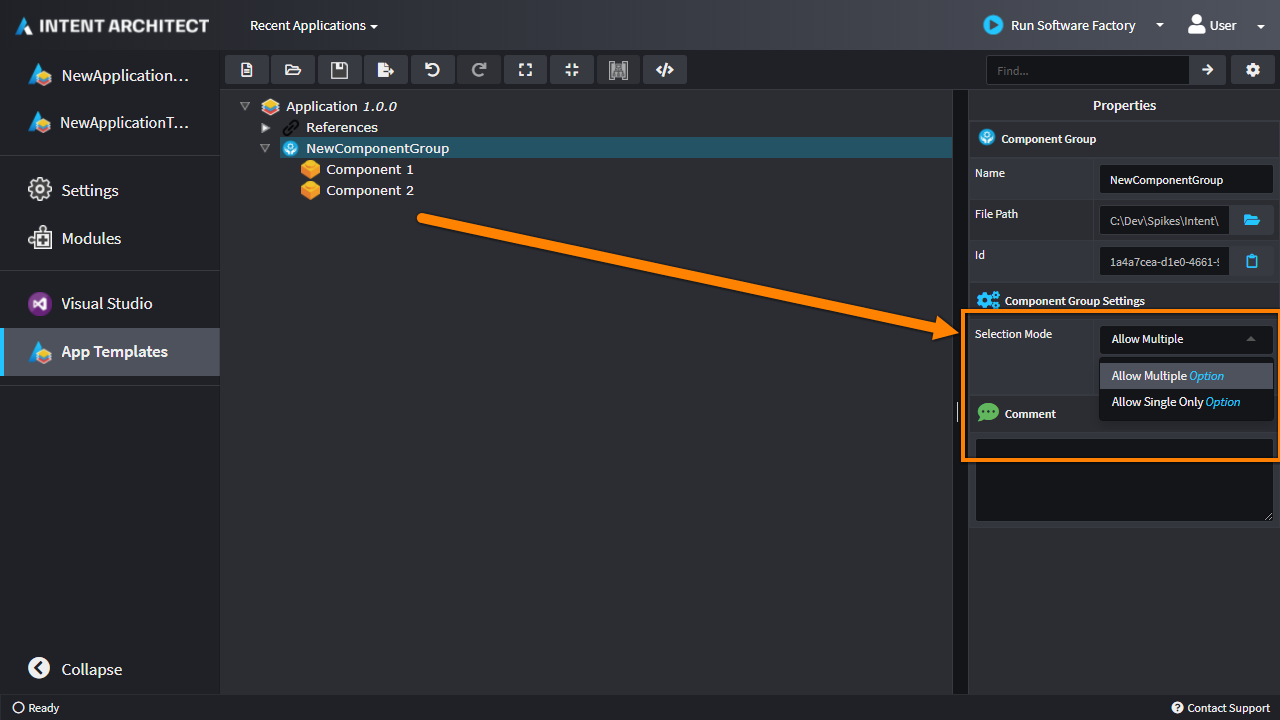 INTENT ARCHITECT
Recent Applications
Run Software Factory
User
NewApplication...
NewApplicationT...
Settings
Modules
Visual Studio
App Templates
Collapse
Find...
Application 1.0.0
References
NewComponentGroup
Component 1
Component 2
Properties
Component Group
Name
NewComponentGroup
File Path
C:\Dev\Spikes\Intent\
Id
1a4a7cea-d1e0-4661-
Component Group Settings
Selection Mode
Allow Multiple
Allow Multiple Option
Allow Single Only Option
Comment
Ready
Contact Support